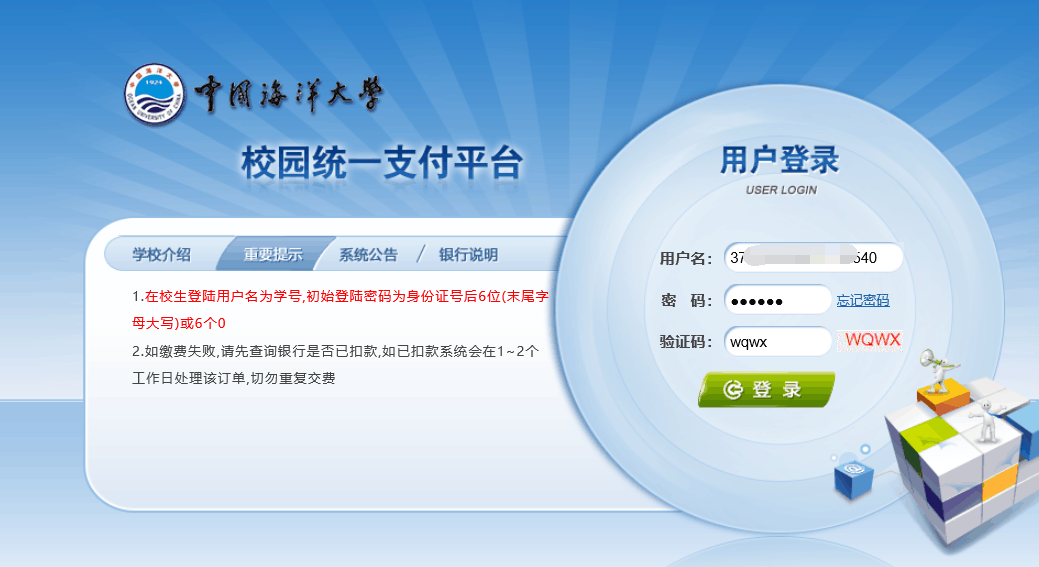 中国海洋大学
1924
OCEAN UNIVERSITY OF CHINA
校园统一支付平台
学校介绍 重要提示 系统公告 / 银行说明
1.在校生登陆用户名为学号,初始登陆密码为身份证号后6位(末尾字
母大写)或6个0
2.如缴费失败,请先查询银行是否已扣款,如已扣款系统会在1~2个
工作日处理该订单,切勿重复交费
用户登录
USER LOGIN
用户名: 37 540
密 码: ●●●●●● 忘记密码
验证码: wqwx WQWX
登 录
@